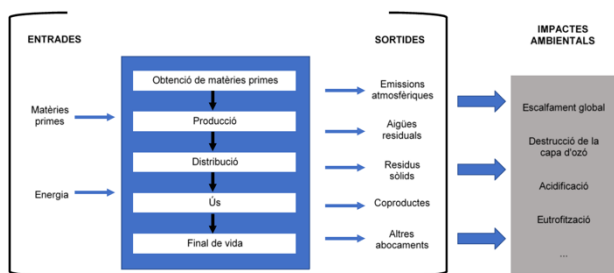 ENTRADES
SORTIDES
IMPACTES
AMBIENTALS
Matèries
primes
Energia
Obtenció de matèries primes
Producció
Distribució
Ús
Final de vida
Emissions
atmosfèriques
Aigües
residuals
Residus
sòlids
Coproductes
Altres
abocaments
Escalfament global
Destrucció de la
capa d'ozó
Acidificació
Eutrofització
...